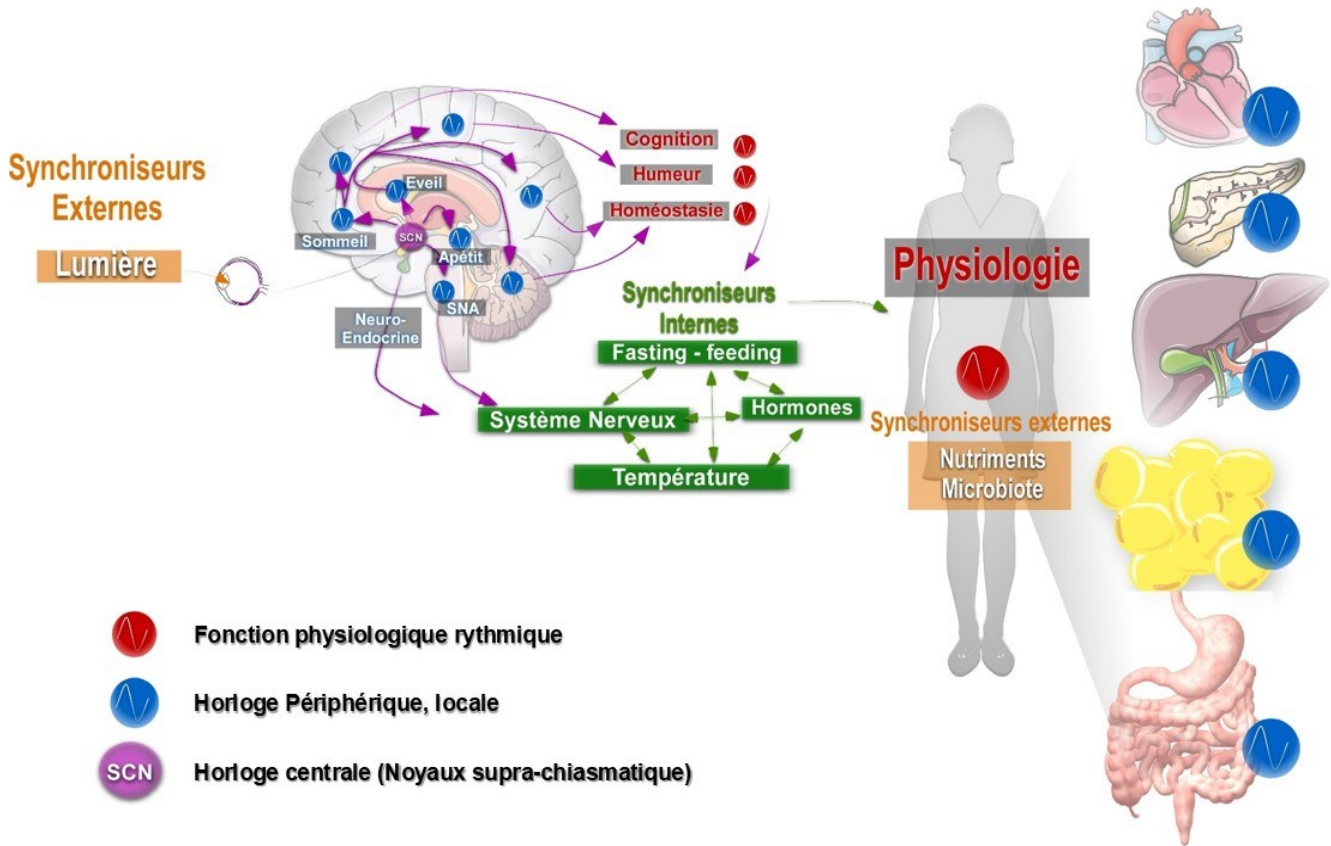 Synchroniseurs
Externes
Lumière
Eveil
Sommeil
SCN
Apétit
SNA
Neuro-
Endocrine
Cognition
Humeur
Homéostasie
Synchroniseurs
Internes
Fasting - feeding
Système Nerveux
Hormones
Température
Physiologie
Synchroniseurs externes
Nutriments
Microbiote
Fonction physiologique rythmique
Horloge Périphérique, locale
SCN
Horloge centrale (Noyaux supra-chiasmatique)